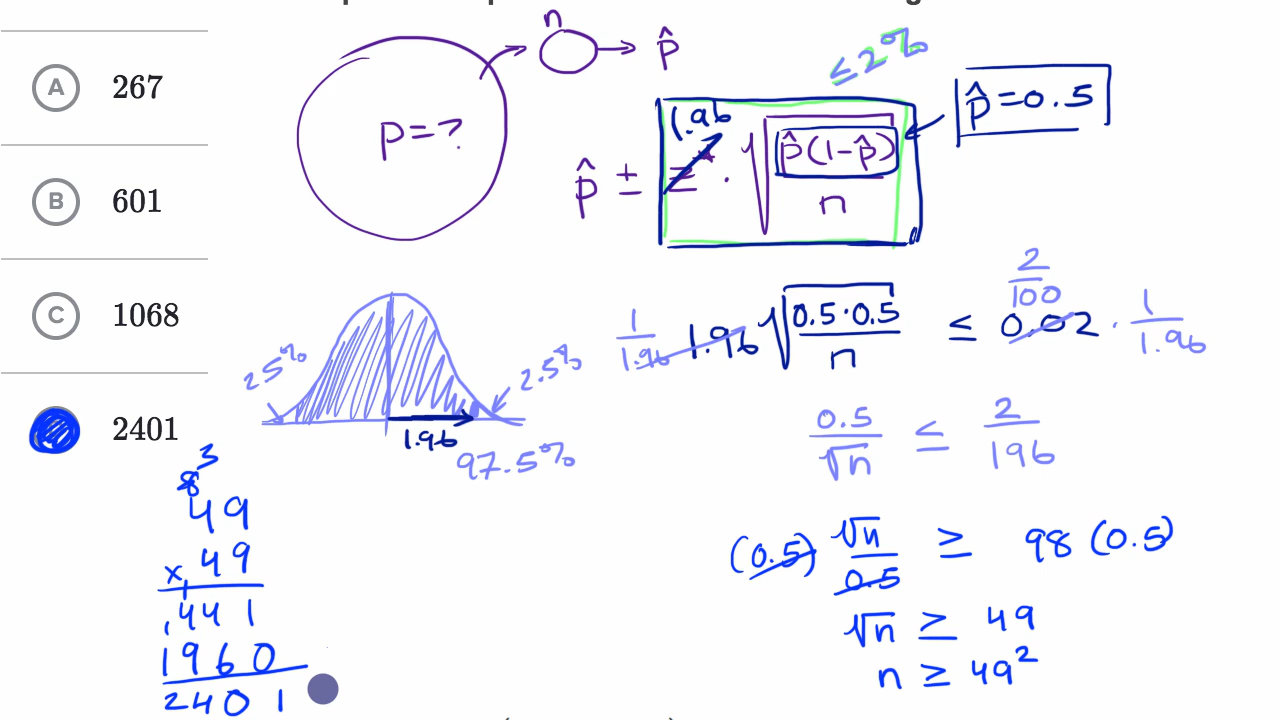 A 267
B 601
C 1068
2401
n
p̂
p=?
≤2%
p̂ ± 1.96 z* · √(p̂(1-p̂)/n)
p̂=0.5
25%
2.5%
1.96
97.5%
1/1.96 1.96 √(0.5·0.5/n) ≤ 0.02 2/100 · 1/1.96
0.5/√n ≤ 2/196
(0.5) √n/0.5 ≥ 98 (0.5)
√n ≥ 49
n ≥ 49²
3
8
49
×49
1
441
1960
2401